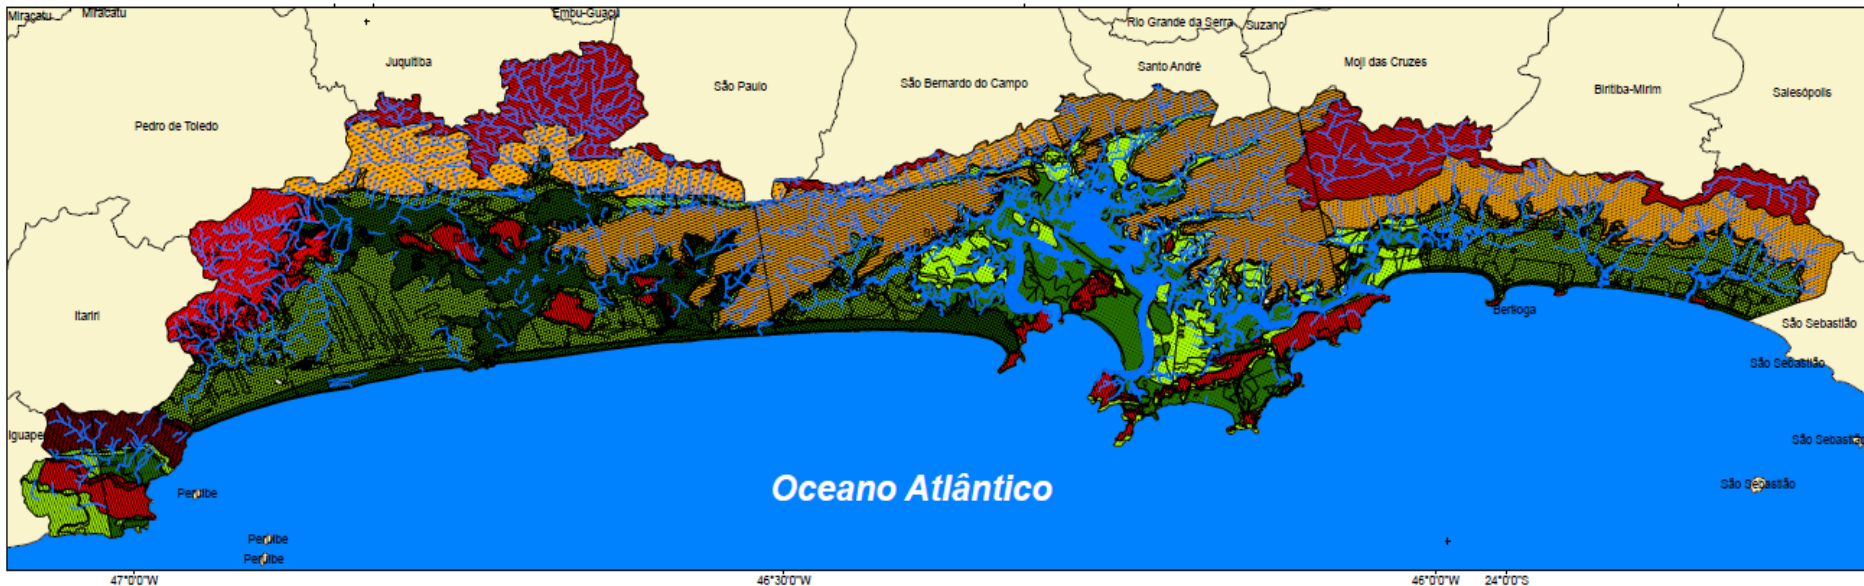 Miracatu
Miracatu
Embu-Guaçu
Rio Grande da Serra
Suzano
Juquitiba
São Paulo
São Bernardo do Campo
Santo André
Moji das Cruzes
Biritiba-Mirim
Salesópolis
Pedro de Toledo
Itariri
Bertioga
São Sebastião
São Sebastião
Iguape
São Sebastião
Oceano Atlântico
Peruíbe
São Sebastião
Peruíbe
Peruíbe
47°0'0"W
46°30'0"W
46°0'0"W
24°0'0"S